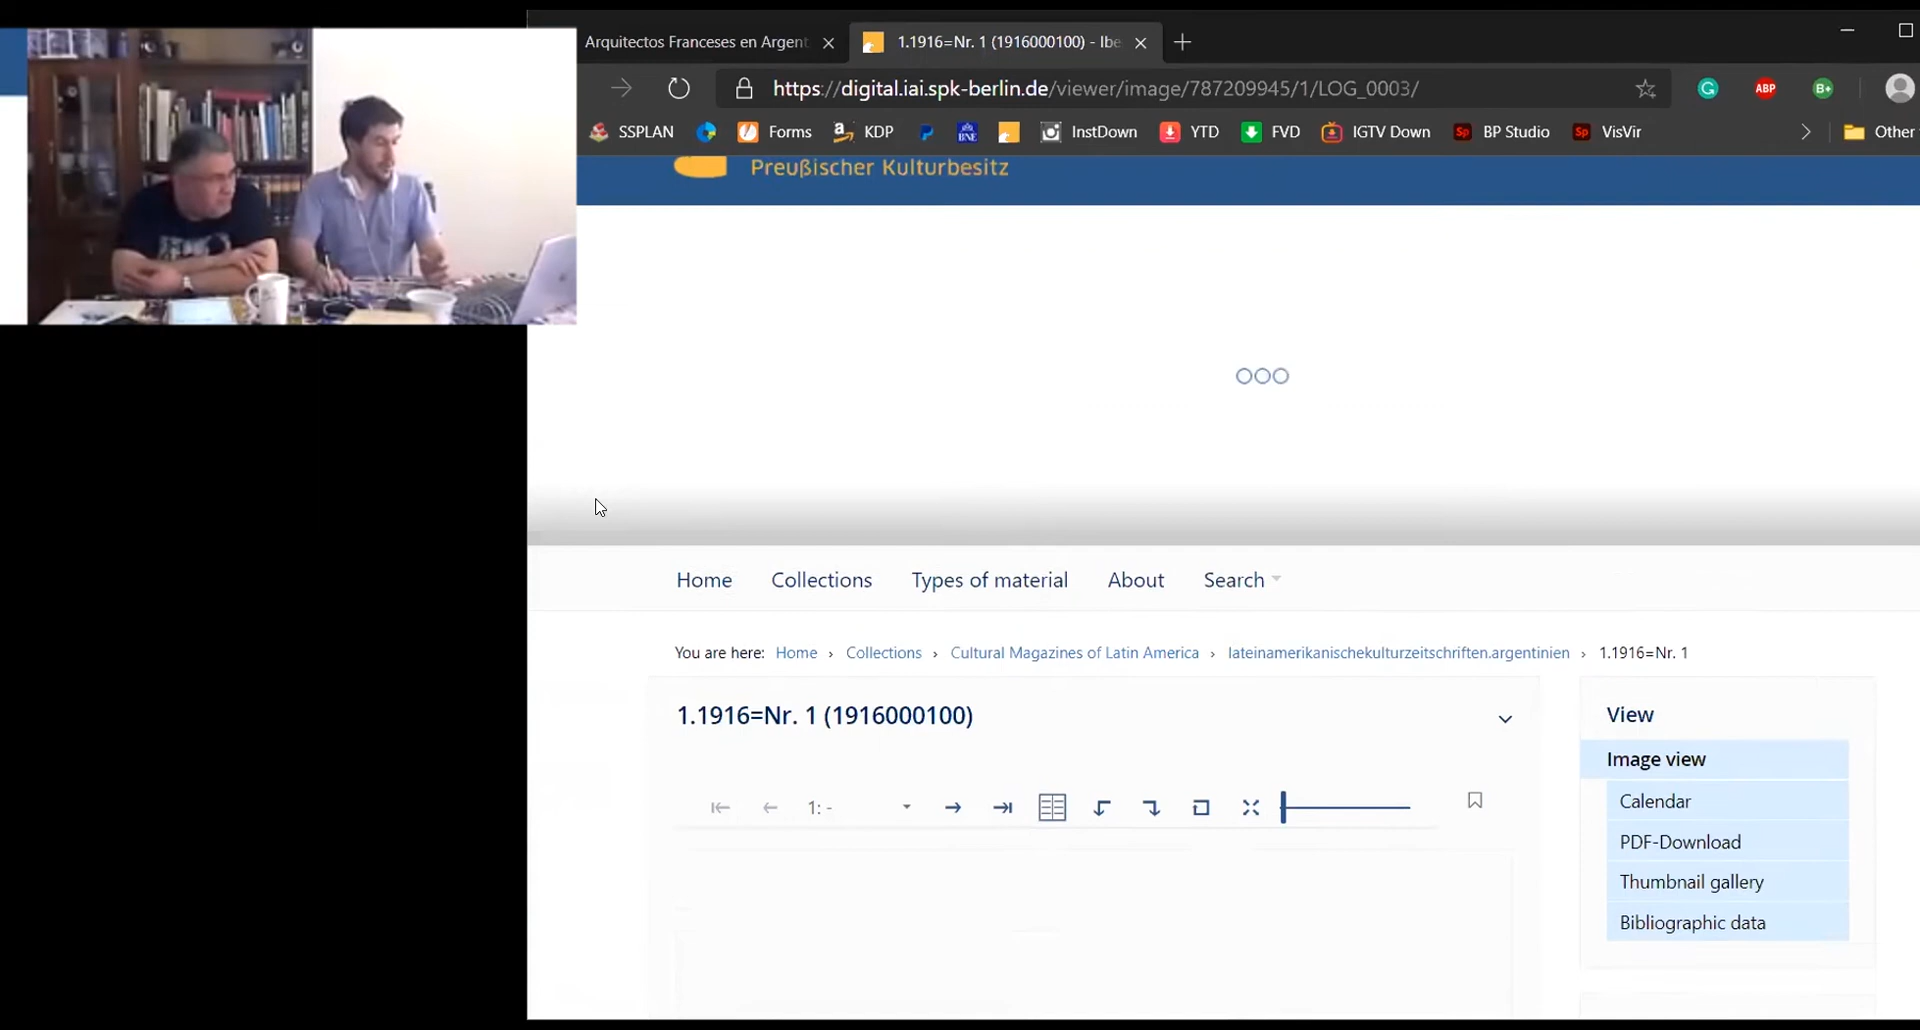 Arquitectos Franceses en Argent
1.1916=Nr. 1 (1916000100) - Ibe
https://digital.iai.spk-berlin.de/viewer/image/787209945/1/LOG_0003/
ABP
B+
SSPLAN
Forms
KDP
BNE
InstDown
YTD
FVD
IGTV Down
Sp
BP Studio
Sp
VisVir
Other
Preußischer Kulturbesitz
Home
Collections
Types of material
About
Search
You are here: Home › Collections › Cultural Magazines of Latin America › lateinamerikanischekulturzeitschriften.argentinien › 1.1916=Nr. 1
1.1916=Nr. 1 (1916000100)
1: -
View
Image view
Calendar
PDF-Download
Thumbnail gallery
Bibliographic data